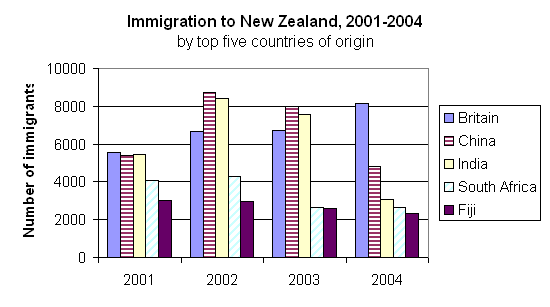 Immigration to New Zealand, 2001-2004
by top five countries of origin
Number of immigrants
10000
8000
6000
4000
2000
0
2001 2002 2003 2004
Britain
China
India
South Africa
Fiji